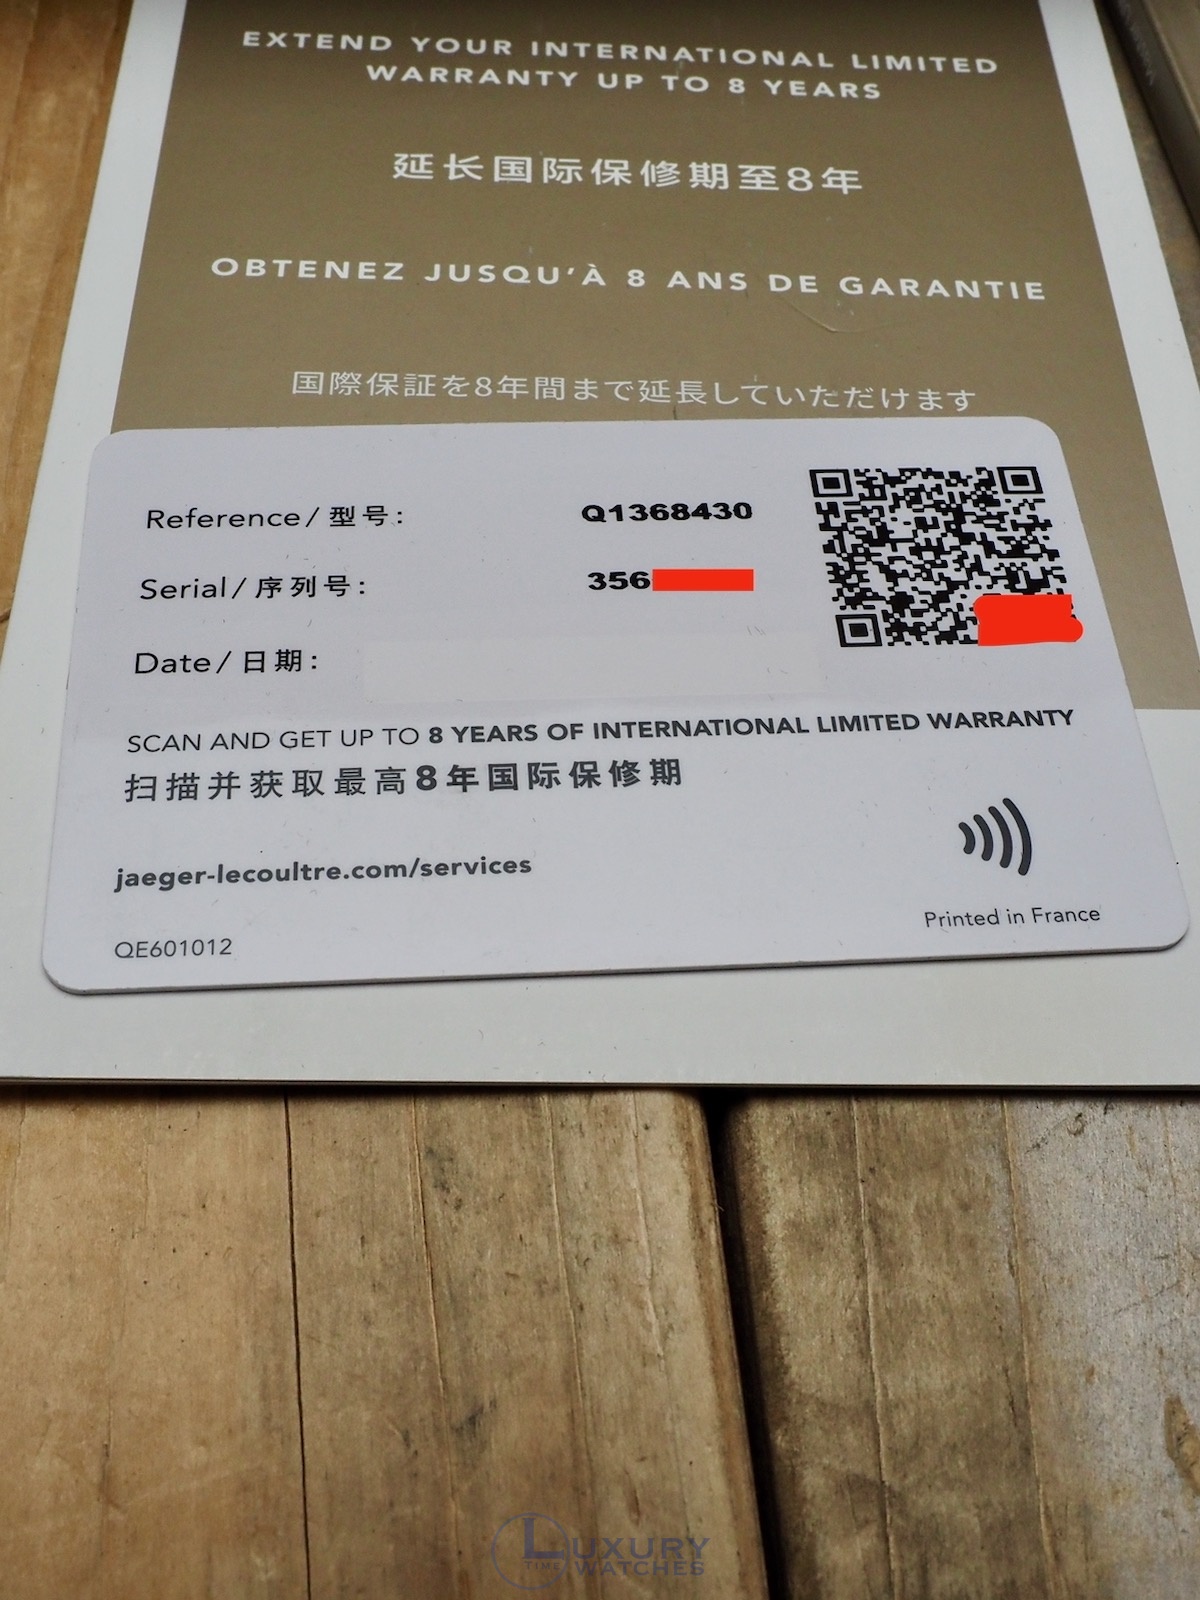 EXTEND YOUR INTERNATIONAL LIMITED
WARRANTY UP TO 8 YEARS
延长国际保修期至8年
OBTENEZ JUSQU'À 8 ANS DE GARANTIE
国際保証を8年間まで延長していただけます
Reference/型号: Q1368430
Serial/序列号: 356
Date/日期:
SCAN AND GET UP TO 8 YEARS OF INTERNATIONAL LIMITED WARRANTY
扫描并获取最高8年国际保修期
jaeger-lecoultre.com/services
Printed in France
QE601012
LUXURY
TIME WATCHES